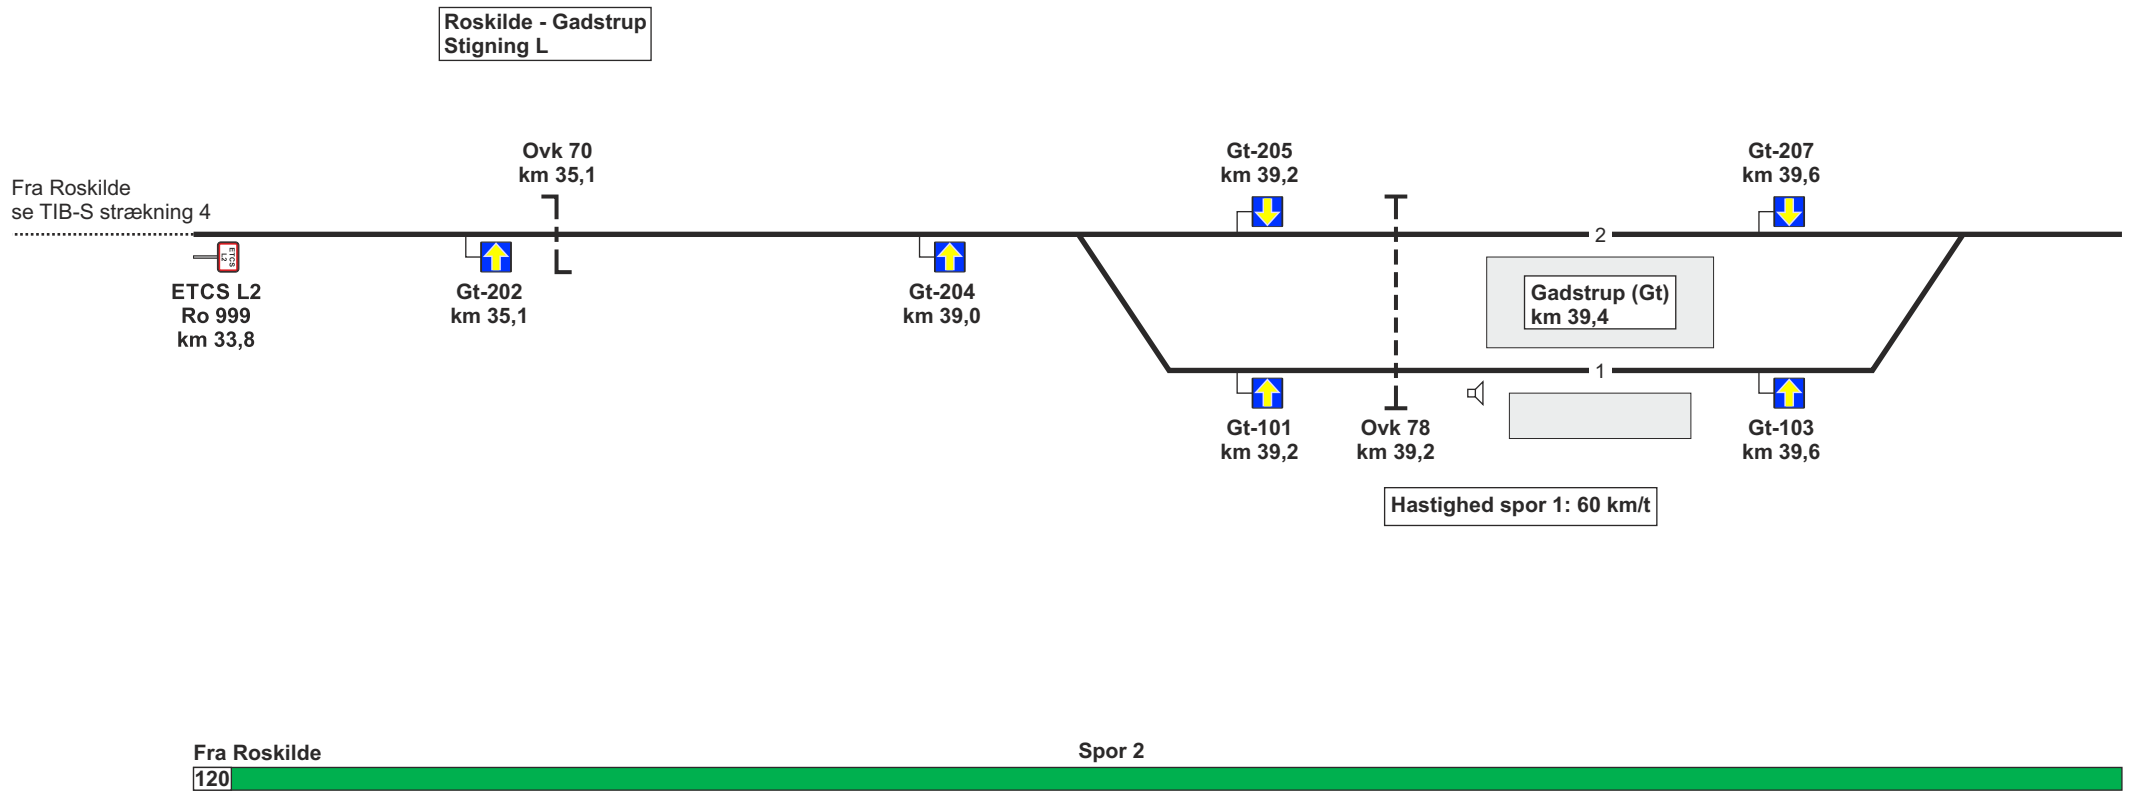 Roskilde - Gadstrup
Stigning L
Ovk 70
km 35,1
Gt-205
km 39,2
Gt-207
km 39,6
Fra Roskilde
se TIB-S strækning 4
2
ETCS
L2
ETCS L2
Ro 999
km 33,8
Gt-202
km 35,1
Gt-204
km 39,0
Gadstrup (Gt)
km 39,4
1
Gt-101
km 39,2
Ovk 78
km 39,2
Gt-103
km 39,6
Hastighed spor 1: 60 km/t
Fra Roskilde
Spor 2
120